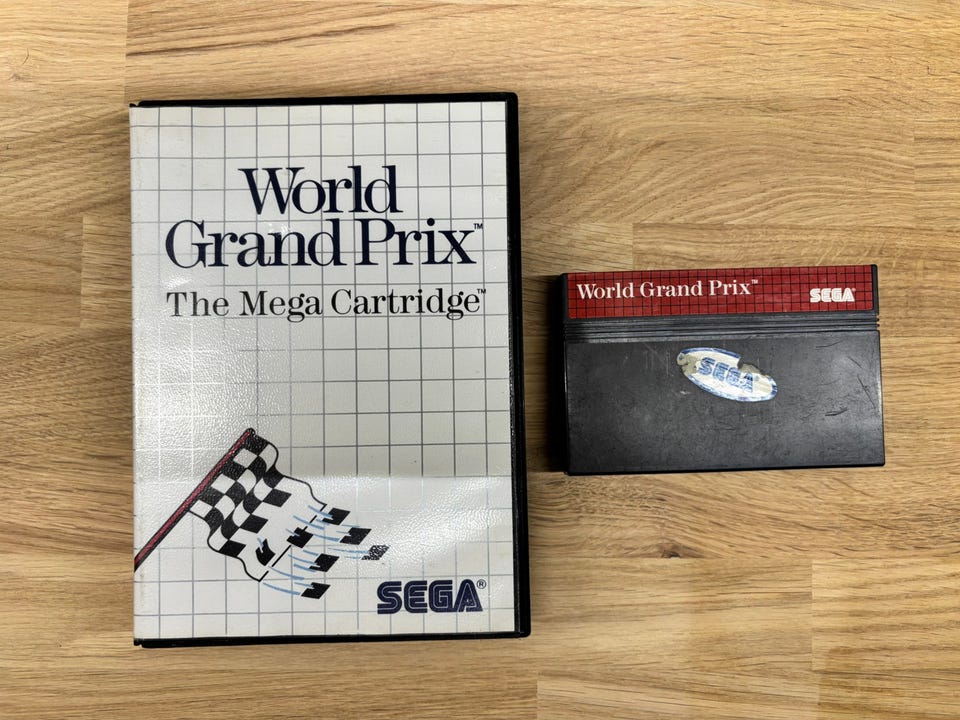 World
Grand Prix™
The Mega Cartridge™
SEGA®
World Grand Prix™
SEGA®
SEGA